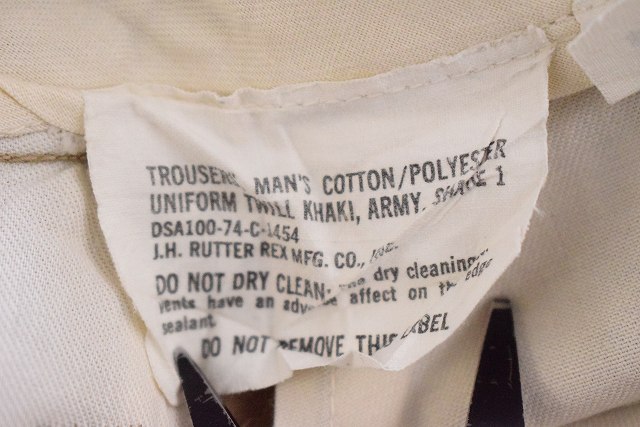 TROUSERS, MAN'S COTTON/POLYESTER
UNIFORM TWILL KHAKI, ARMY, SHADE 1
DSA100-74-C-1454
J.H. RUTTER REX MFG. CO., INC.
DO NOT DRY CLEAN: dry cleaning
vents have an adverse affect on the edge
sealant.
DO NOT REMOVE THIS LABEL